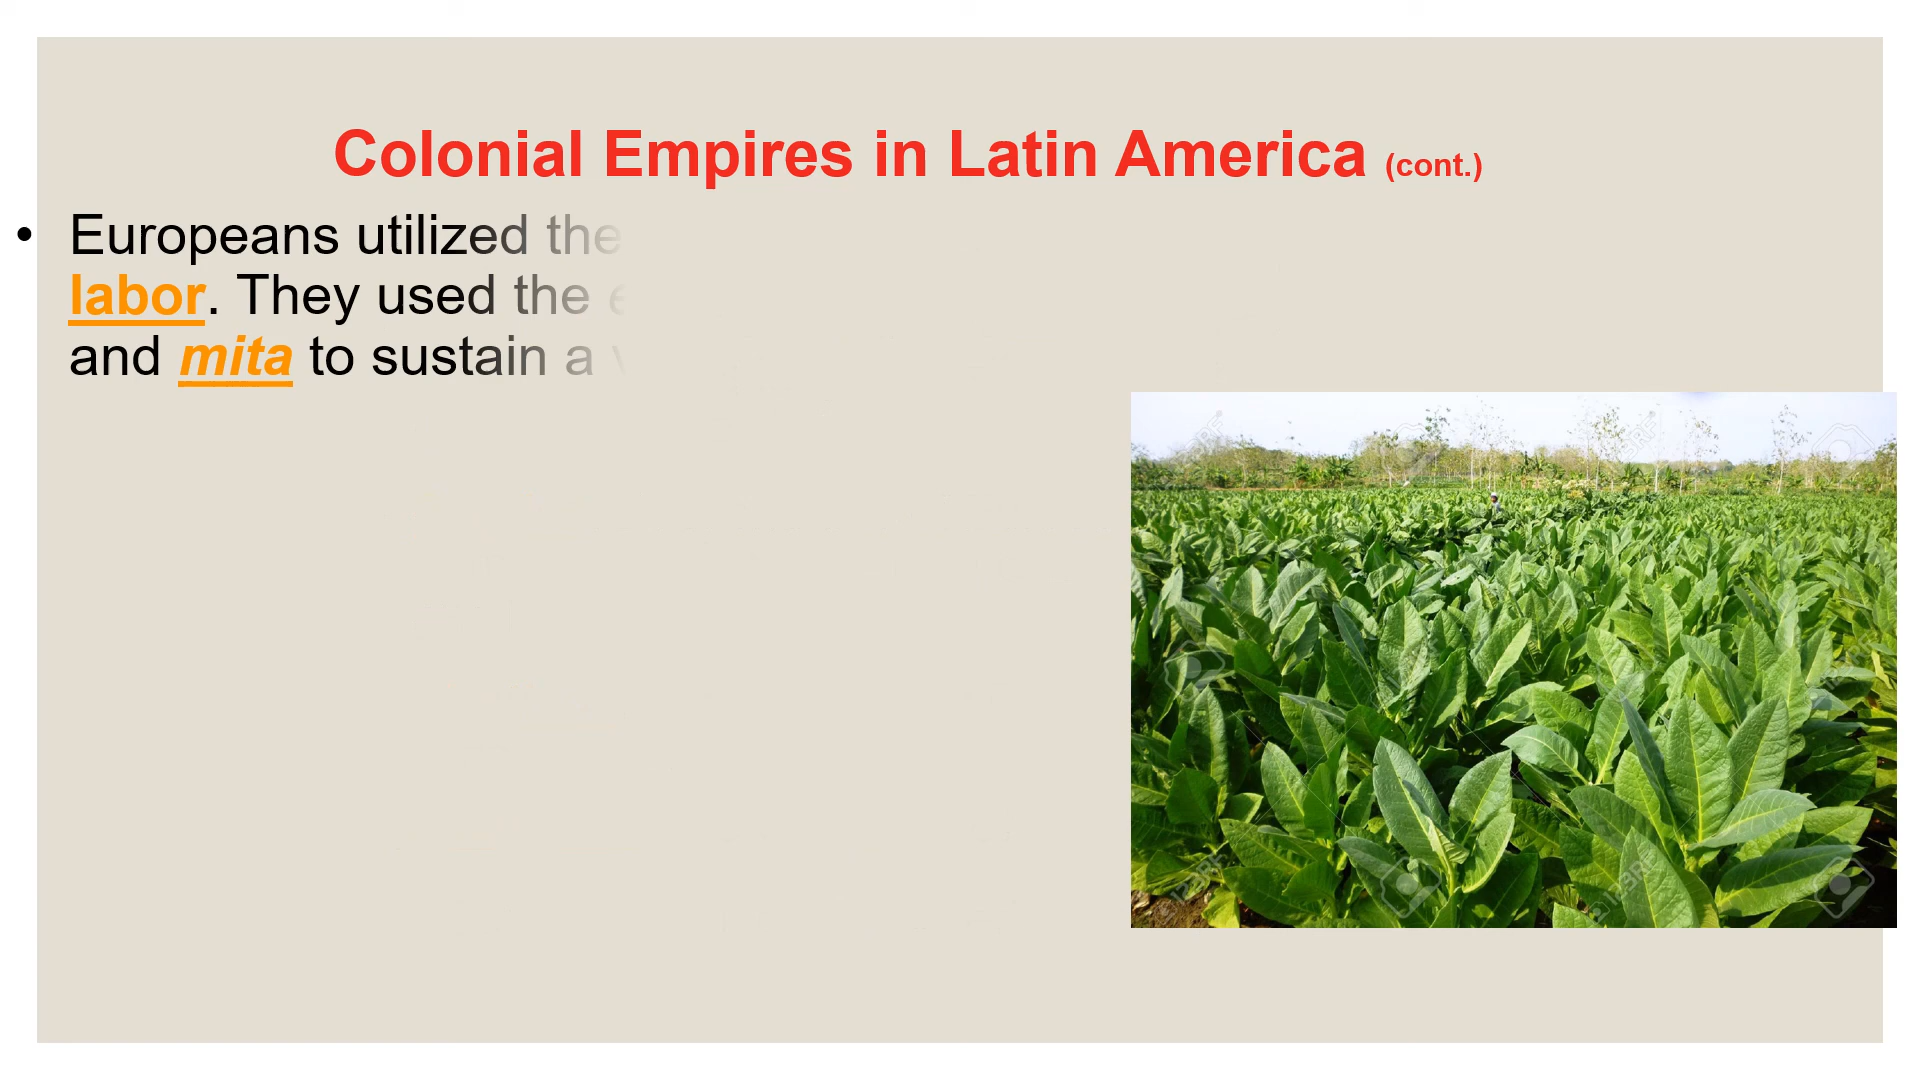 Colonial Empires in Latin America (cont.)
• Europeans utilized the
labor. They used the
and mita to sustain a